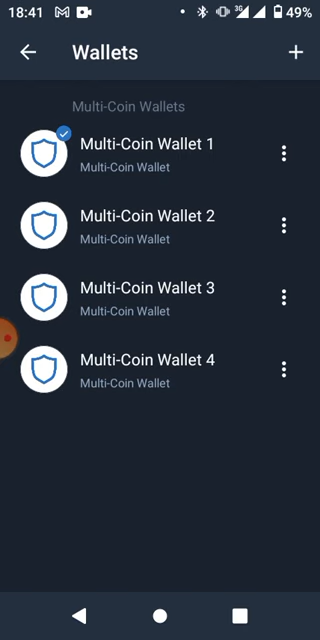 18:41 3G 49%
Wallets
Multi-Coin Wallets
Multi-Coin Wallet 1
Multi-Coin Wallet
Multi-Coin Wallet 2
Multi-Coin Wallet
Multi-Coin Wallet 3
Multi-Coin Wallet
Multi-Coin Wallet 4
Multi-Coin Wallet